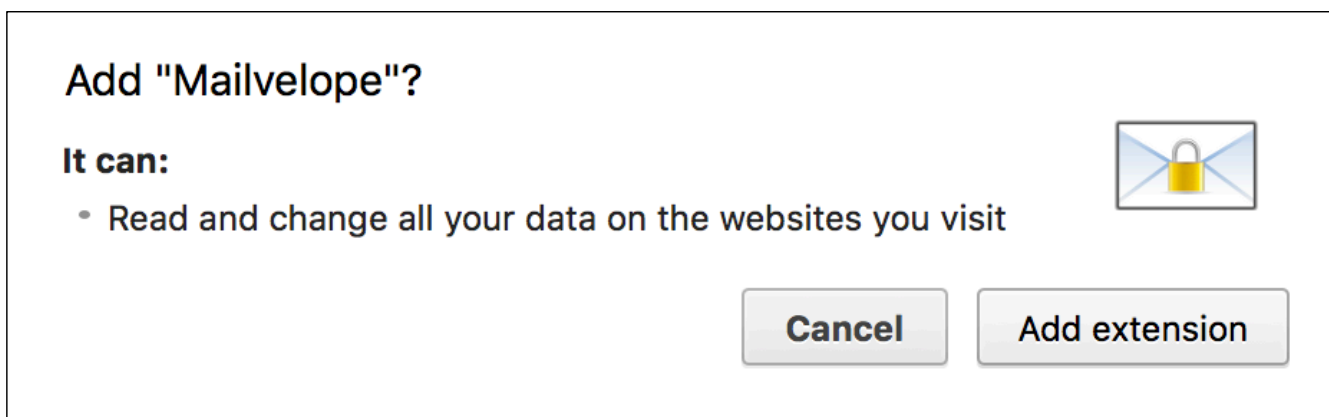 Add "Mailvelope"?
It can:
Read and change all your data on the websites you visit
Cancel
Add extension